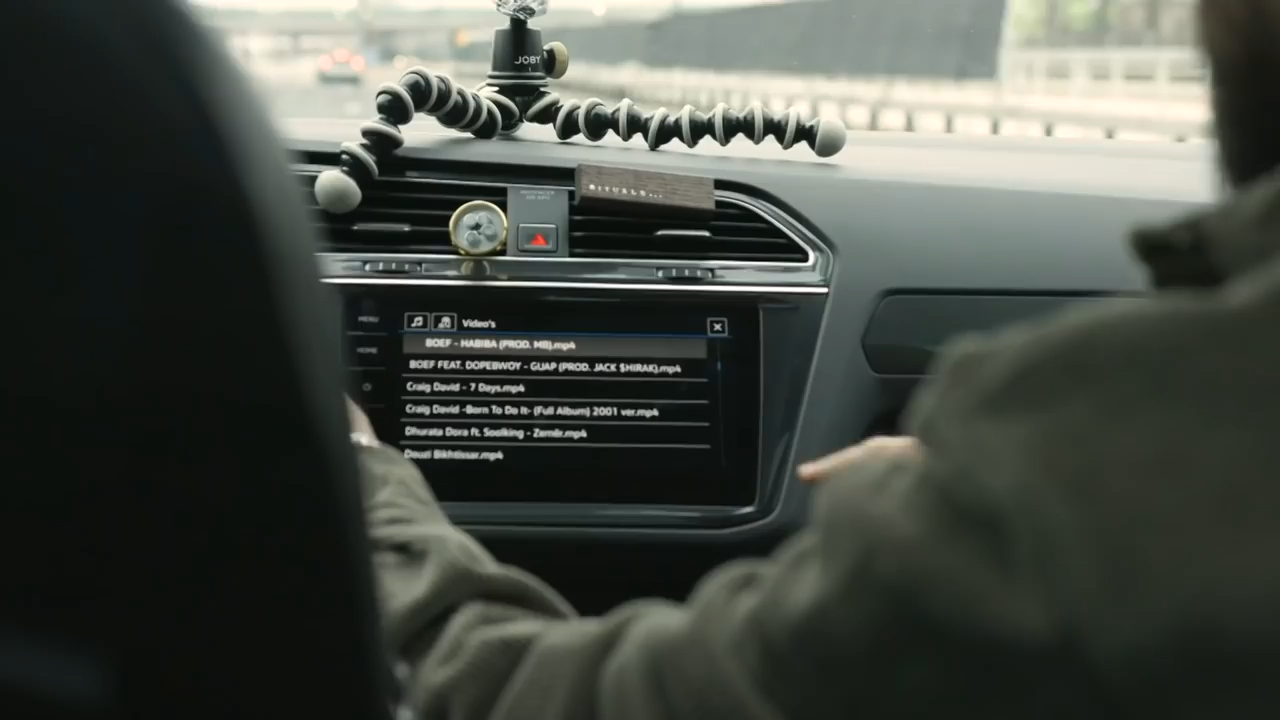 JOBY
RITUALS...
MENU
HOME
Video's
BOEF - HABIBA (PROD. MB).mp4
BOEF FEAT. DOPEBWOY - GUAP (PROD. JACK $HIRAK).mp4
Craig David - 7 Days.mp4
Craig David -Born To Do It- (Full Album) 2001 ver.mp4
Dhurata Dora ft. Soolking - Zemër.mp4
Douzi Bikhtissar.mp4